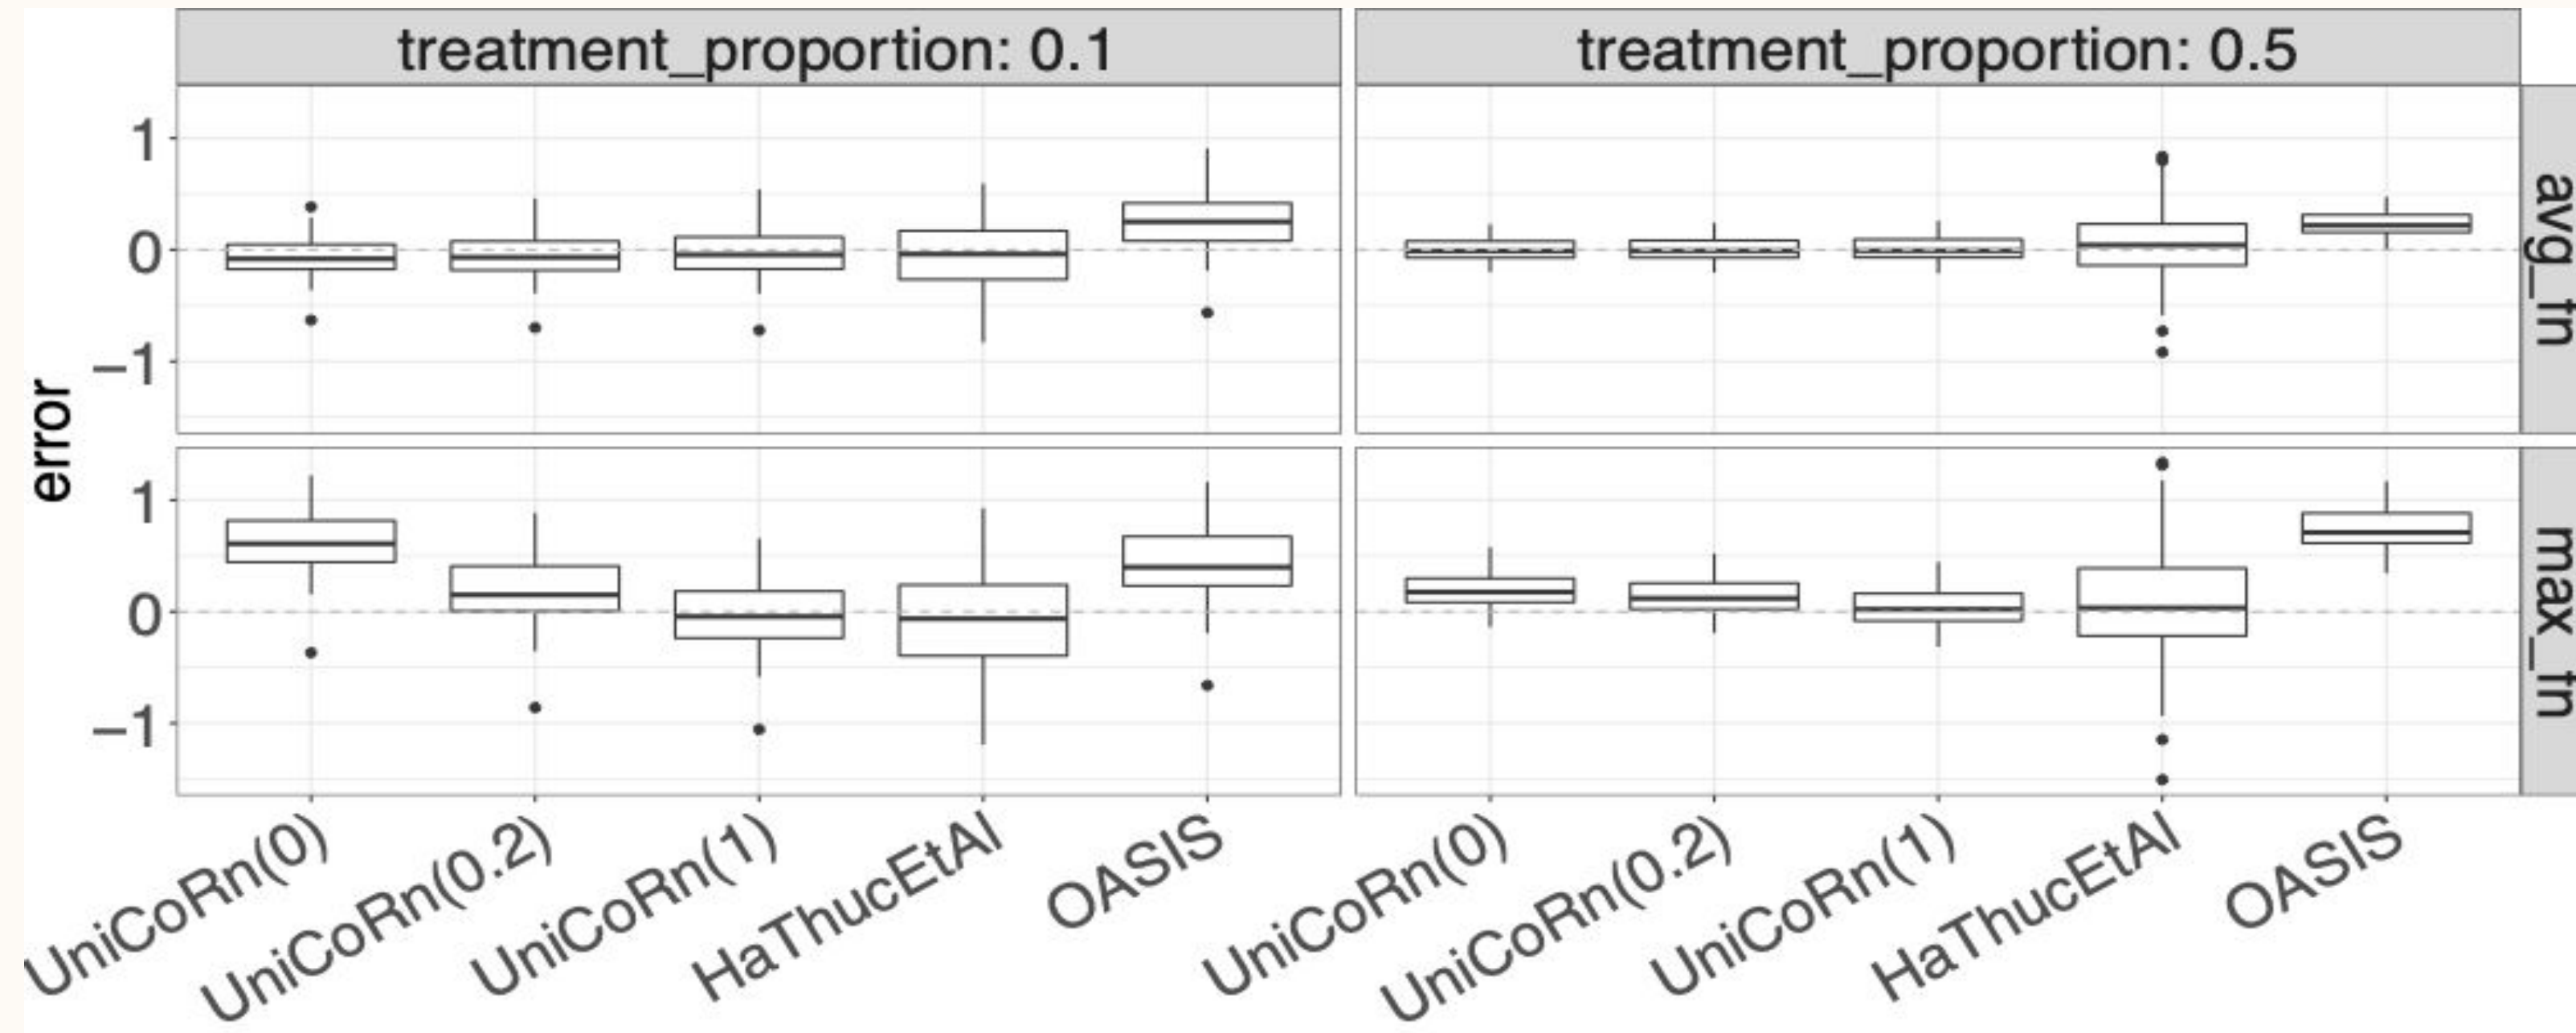 treatment_proportion: 0.1
treatment_proportion: 0.5
error
1
0
−1
avg_fn
1
0
−1
max_fn
UniCoRn(0)
UniCoRn(0.2)
UniCoRn(1)
HaThucEtAl
OASIS
UniCoRn(0)
UniCoRn(0.2)
UniCoRn(1)
HaThucEtAl
OASIS